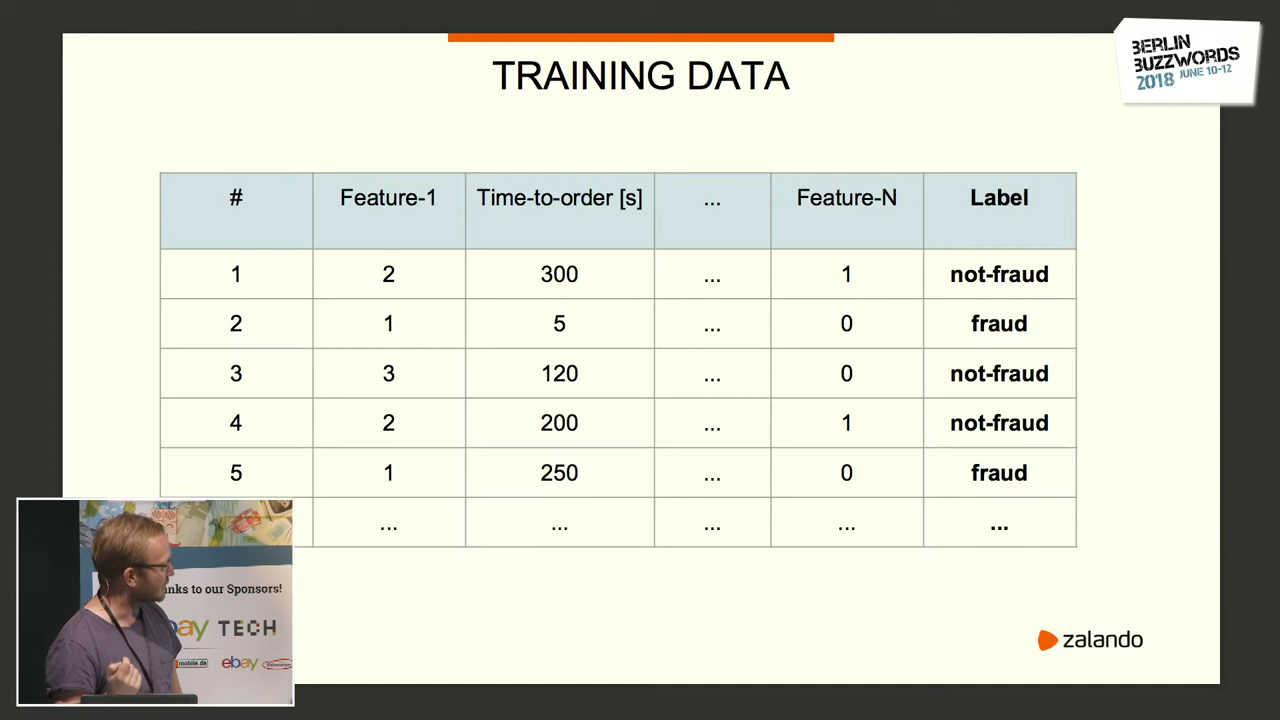 TRAINING DATA
BERLIN
BUZZWORDS
2018 JUNE 10-12
# Feature-1 Time-to-order [s] ... Feature-N Label
1 2 300 ... 1 not-fraud
2 1 5 ... 0 fraud
3 3 120 ... 0 not-fraud
4 2 200 ... 1 not-fraud
5 1 250 ... 0 fraud
... ... ... ... ...
anks to our Sponsors!
bay TECH
mobile.de ebay
zalando